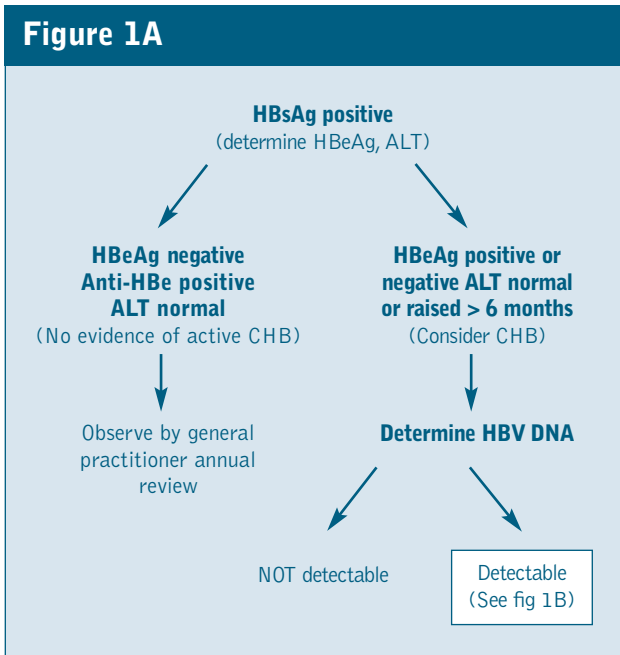 Figure 1A
HBsAg positive
(determine HBeAg, ALT)
HBeAg negative
Anti-HBe positive
ALT normal
(No evidence of active CHB)
HBeAg positive or
negative ALT normal
or raised > 6 months
(Consider CHB)
Observe by general
practitioner annual
review
Determine HBV DNA
NOT detectable
Detectable
(See fig 1B)